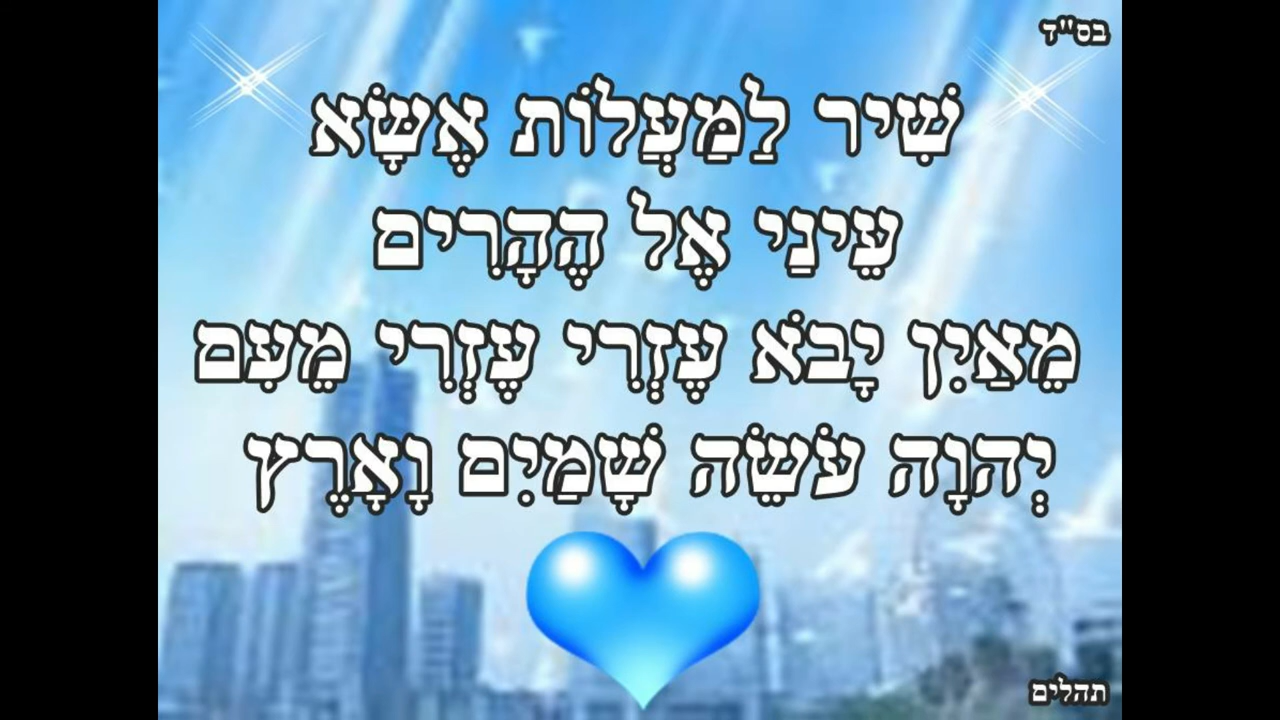 בס"ד
שִׁיר לַמַּעֲלוֹת אֶשָּׂא
עֵינַי אֶל הֶהָרִים
מֵאַיִן יָבֹא עֶזְרִי עֶזְרִי מֵעִם
יְהוָה עֹשֵׂה שָׁמַיִם וָאָרֶץ
תהלים